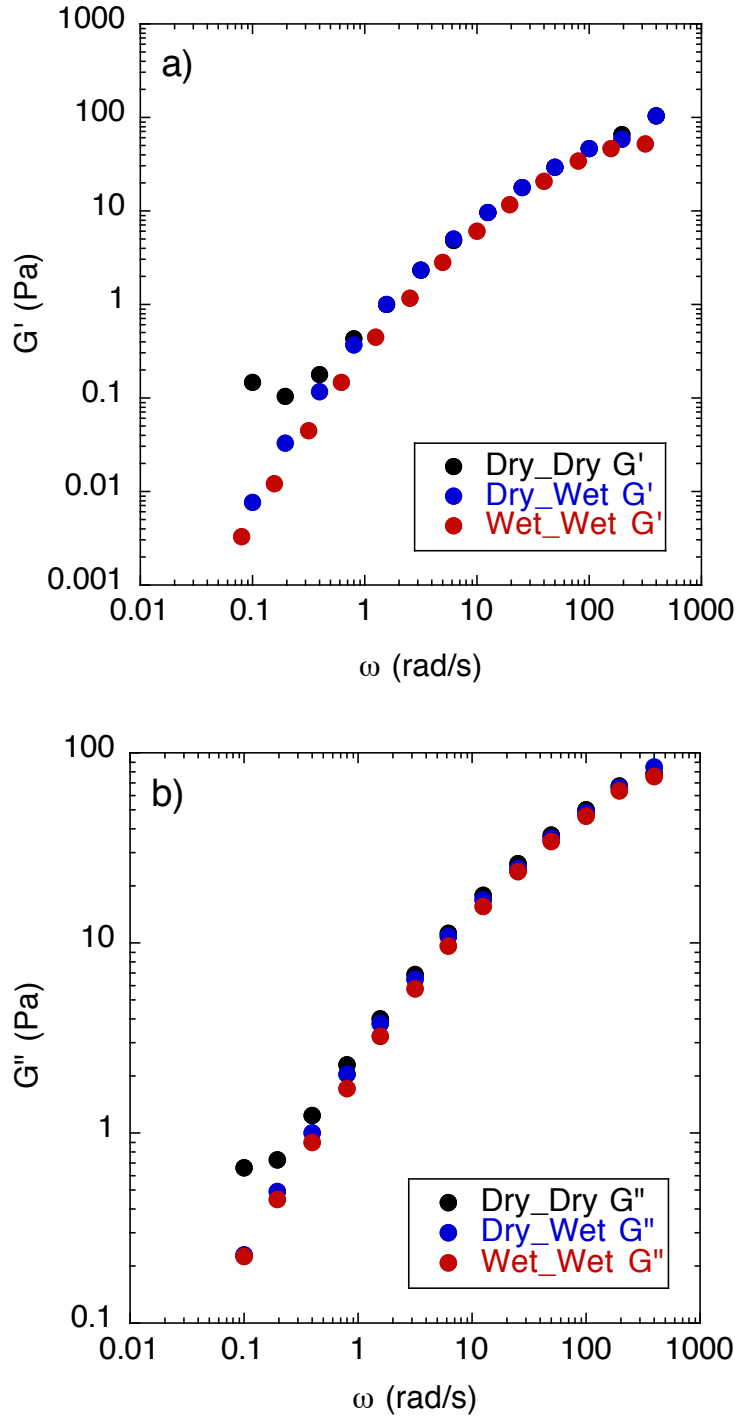 a)
1000
100
10
1
0.1
0.01
0.001
G' (Pa)
Dry_Dry G'
Dry_Wet G'
Wet_Wet G'
0.01 0.1 1 10 100 1000
ω (rad/s)
b)
100
10
1
0.1
G" (Pa)
Dry_Dry G"
Dry_Wet G"
Wet_Wet G"
0.01 0.1 1 10 100 1000
ω (rad/s)